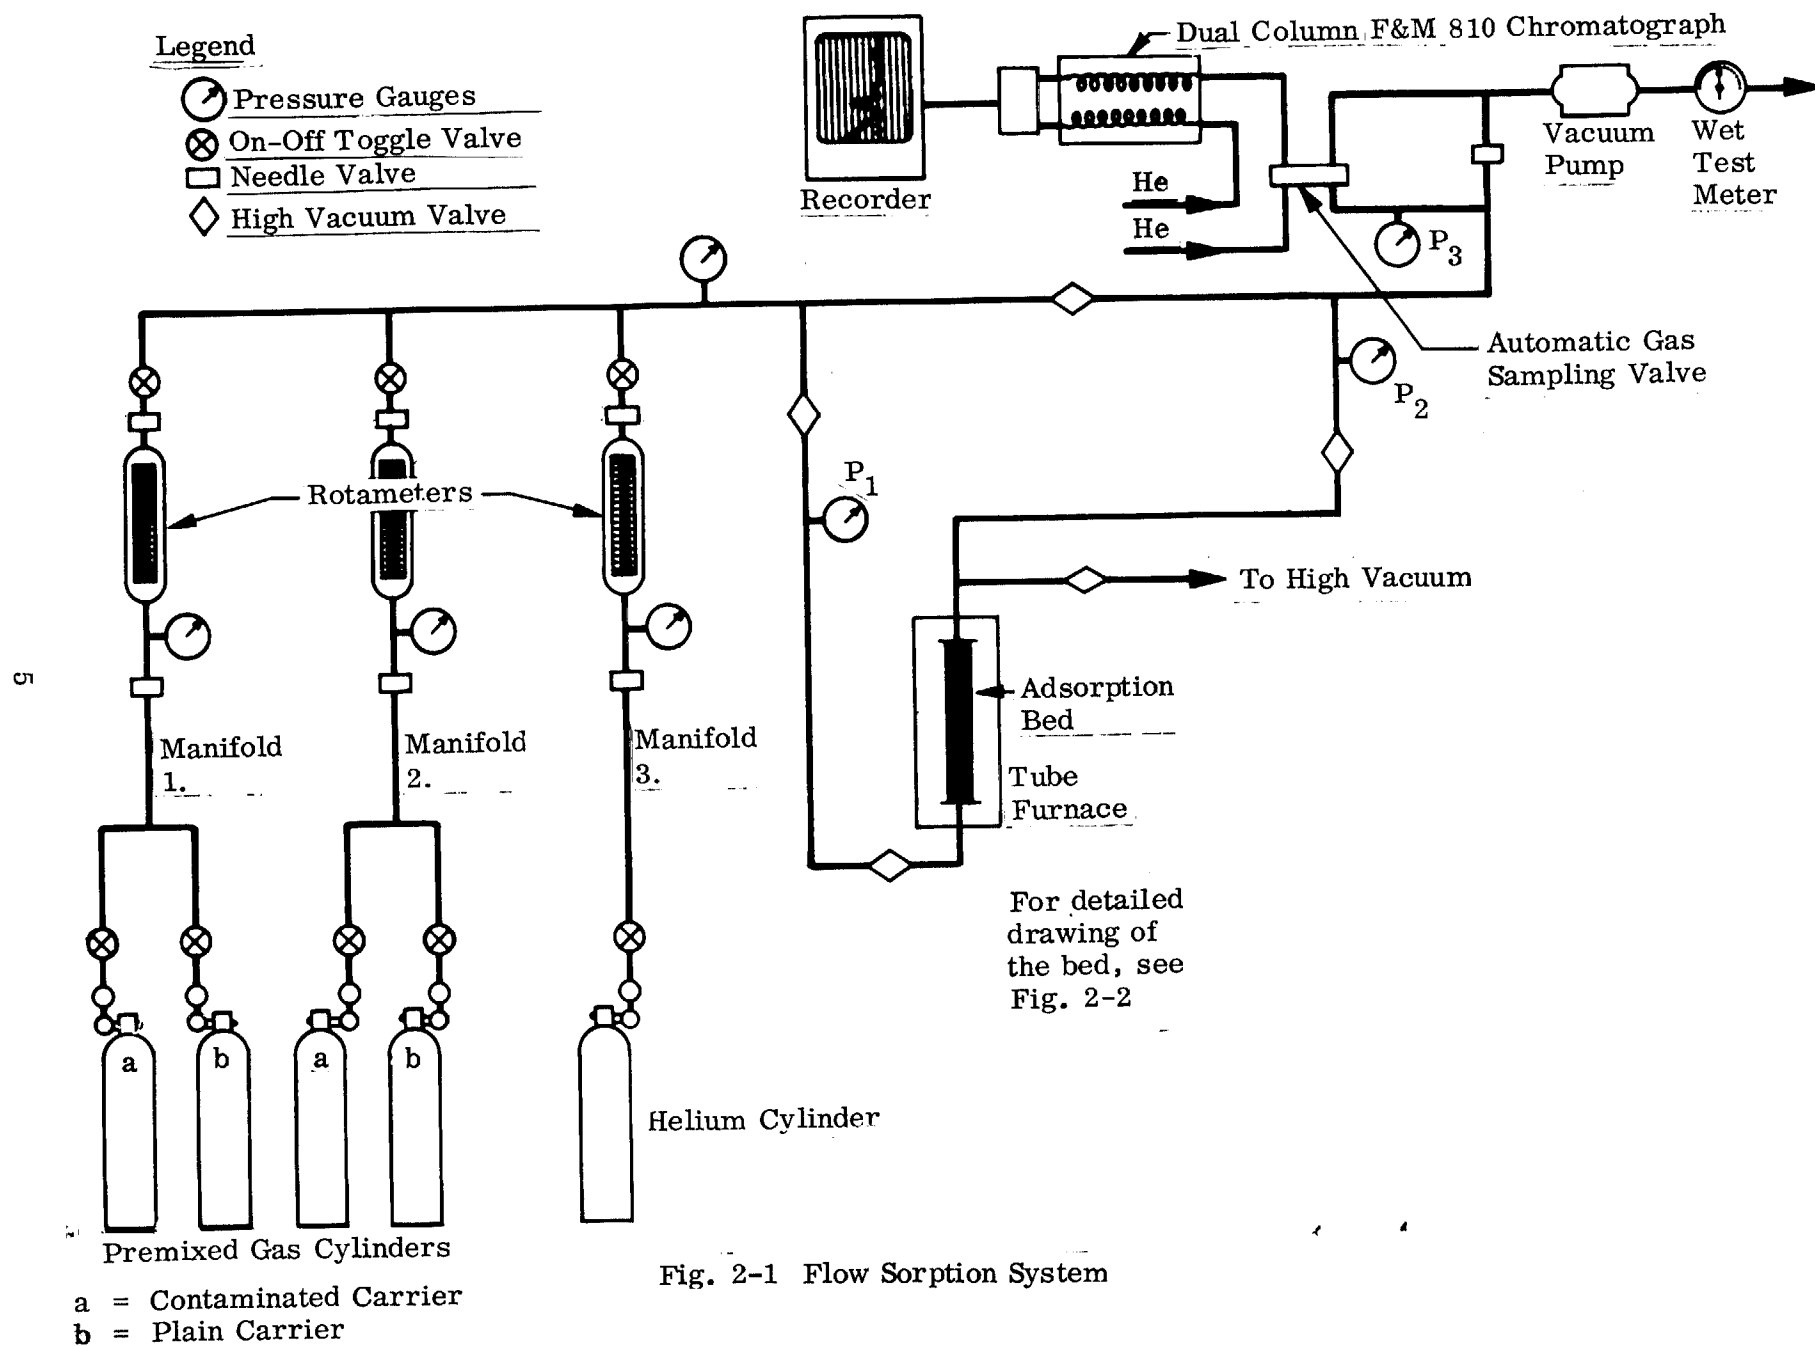 Legend
Pressure Gauges
On-Off Toggle Valve
Needle Valve
High Vacuum Valve
Dual Column F&M 810 Chromatograph
Recorder
He
He
Vacuum
Pump
Wet
Test
Meter
P3
Automatic Gas
Sampling Valve
P2
P1
Rotameters
To High Vacuum
Adsorption
Bed
Tube
Furnace
5
Manifold
1.
Manifold
2.
Manifold
3.
For detailed
drawing of
the bed, see
Fig. 2-2
a
b
a
b
Helium Cylinder
Premixed Gas Cylinders
a = Contaminated Carrier
b = Plain Carrier
Fig. 2-1 Flow Sorption System